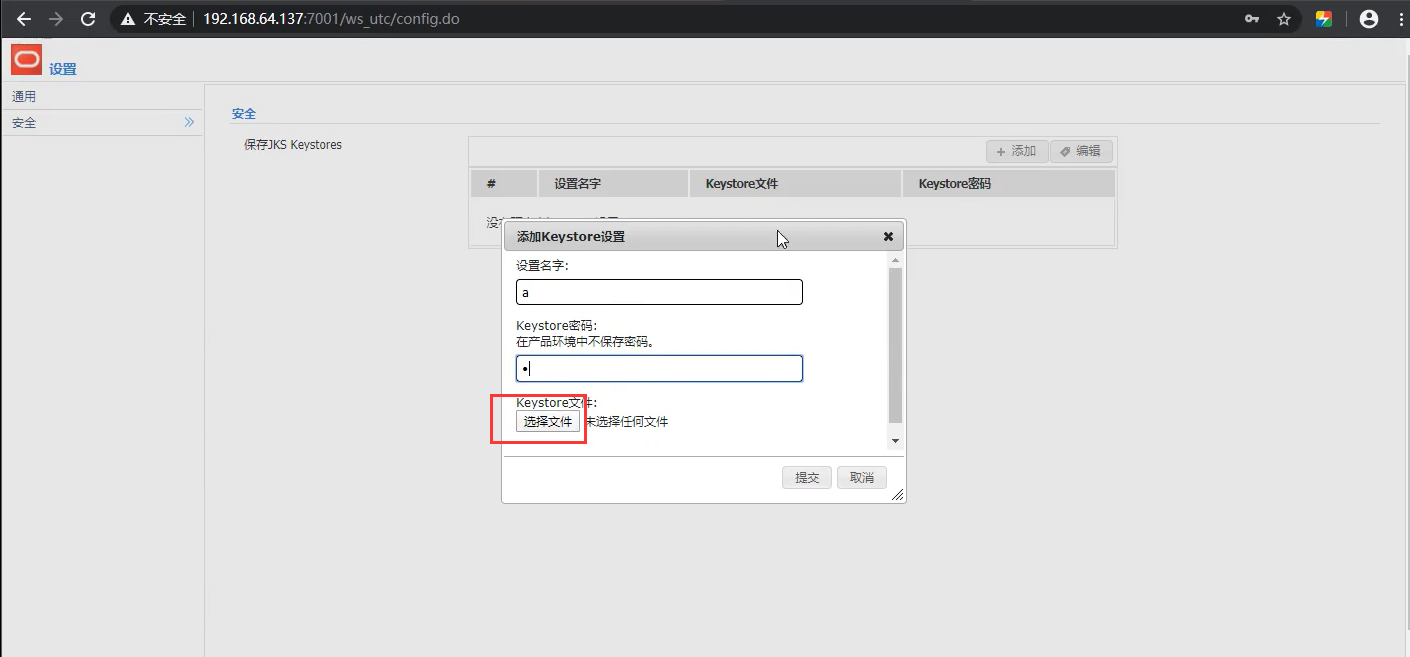 不安全 192.168.64.137:7001/ws_utc/config.do
设置
通用
安全
安全
保存JKS Keystores
添加 编辑
# 设置名字 Keystore文件 Keystore密码
添加Keystore设置
设置名字:
a
Keystore密码:
在产品环境中不保存密码。
Keystore文件:
选择文件 未选择任何文件
提交 取消